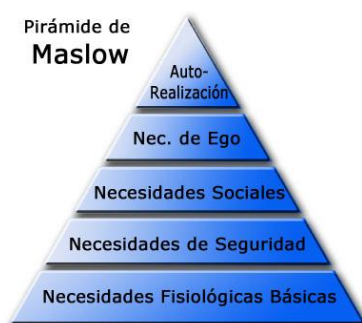 Pirámide de
Maslow
Auto-
Realización
Nec. de Ego
Necesidades Sociales
Necesidades de Seguridad
Necesidades Fisiológicas Básicas